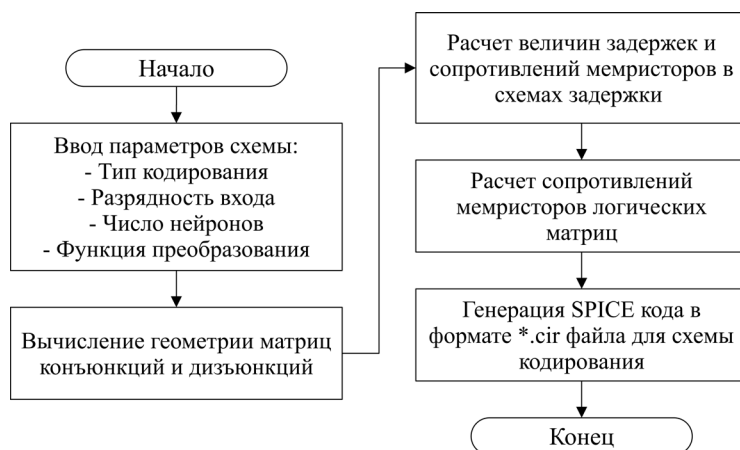 Начало
Ввод параметров схемы:
- Тип кодирования
- Разрядность входа
- Число нейронов
- Функция преобразования
Вычисление геометрии матриц
конъюнкций и дизъюнкций
Расчет величин задержек и
сопротивлений мемристоров в
схемах задержки
Расчет сопротивлений
мемристоров логических
матриц
Генерация SPICE кода в
формате *.cir файла для схемы
кодирования
Конец